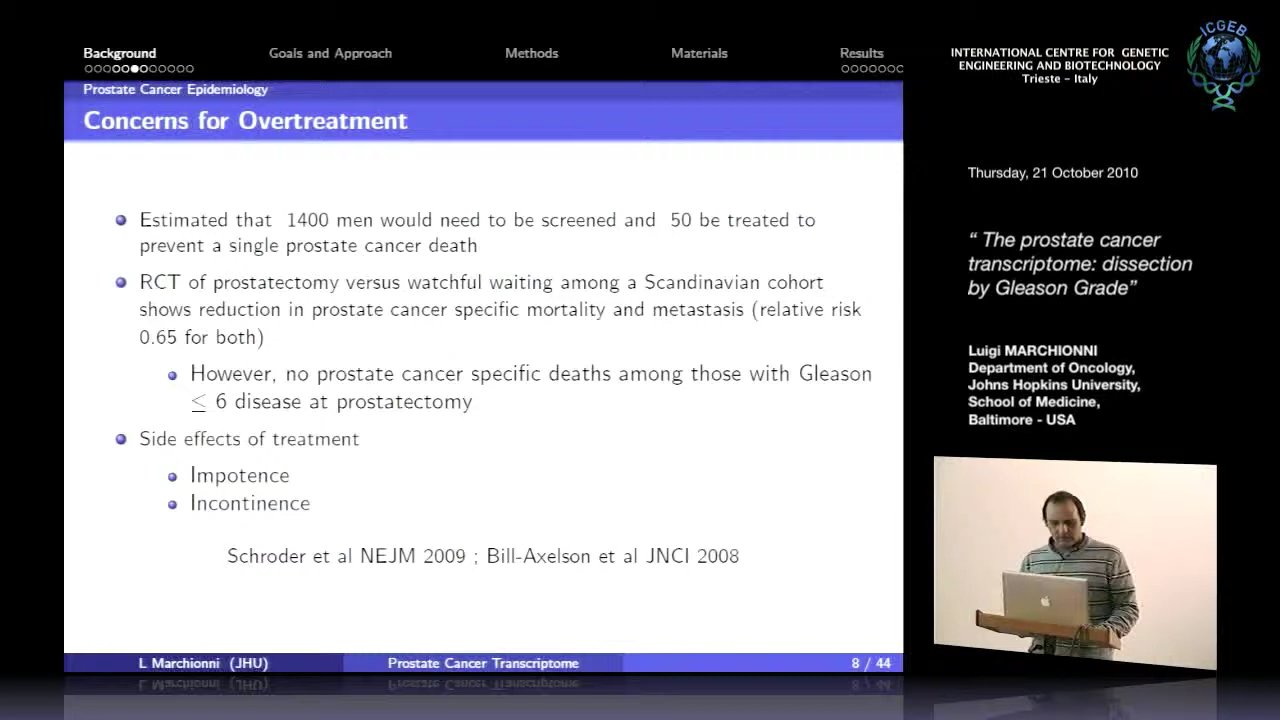 Background Goals and Approach Methods Materials Results
Prostate Cancer Epidemiology
Concerns for Overtreatment
Estimated that 1400 men would need to be screened and 50 be treated to
prevent a single prostate cancer death
RCT of prostatectomy versus watchful waiting among a Scandinavian cohort
shows reduction in prostate cancer specific mortality and metastasis (relative risk
0.65 for both)
However, no prostate cancer specific deaths among those with Gleason
≤ 6 disease at prostatectomy
Side effects of treatment
Impotence
Incontinence
Schroder et al NEJM 2009 ; Bill-Axelson et al JNCI 2008
L Marchionni (JHU) Prostate Cancer Transcriptome 8 / 44
INTERNATIONAL CENTRE FOR GENETIC
ENGINEERING AND BIOTECHNOLOGY
Trieste – Italy
ICGEB
Thursday, 21 October 2010
“ The prostate cancer
transcriptome: dissection
by Gleason Grade”
Luigi MARCHIONNI
Department of Oncology,
Johns Hopkins University,
School of Medicine,
Baltimore - USA